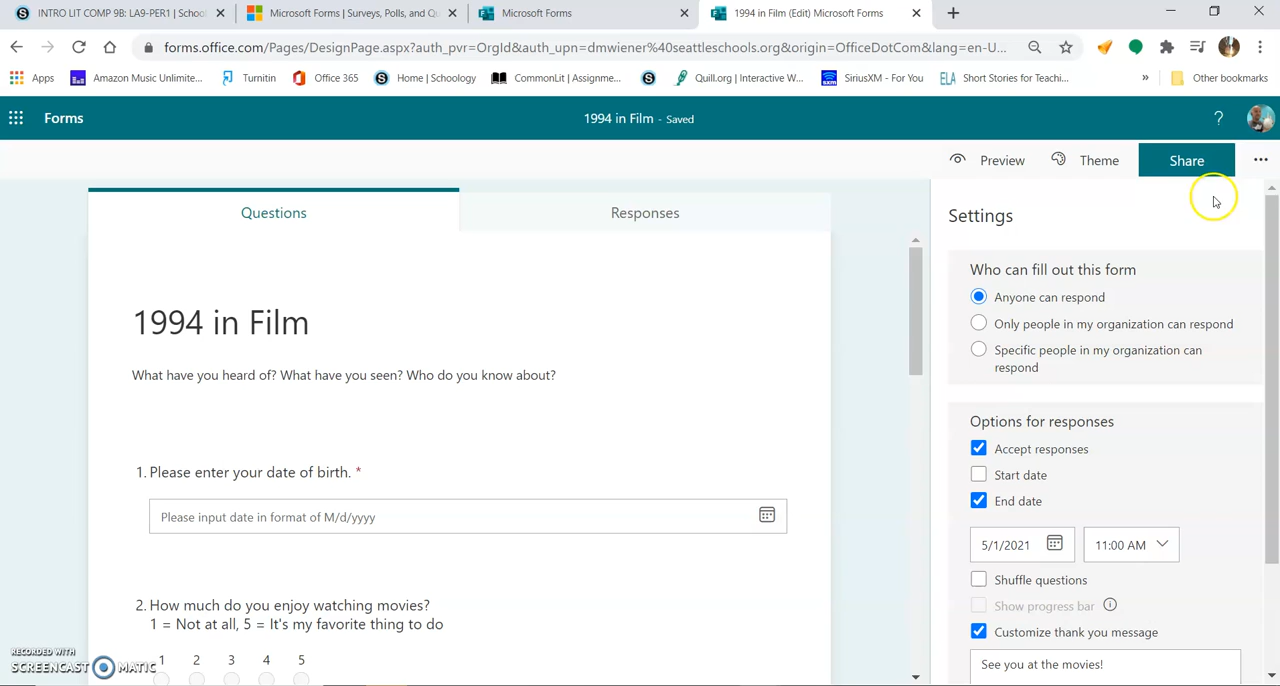 INTRO LIT COMP 9B: LA9-PER1 | School
Microsoft Forms | Surveys, Polls, and Qu
Microsoft Forms
1994 in Film (Edit) Microsoft Forms
forms.office.com/Pages/DesignPage.aspx?auth_pvr=OrgId&auth_upn=dmwiener%40seattleschools.org&origin=OfficeDotCom&lang=en-U...
Apps
Amazon Music Unlimite...
Turnitin
Office 365
Home | Schoology
CommonLit | Assignme...
Quill.org | Interactive W...
SiriusXM - For You
ELA
Short Stories for Teachi...
»
Other bookmarks
Forms
1994 in Film - Saved
?
Preview
Theme
Share
Questions
Responses
Settings
1994 in Film
What have you heard of? What have you seen? Who do you know about?
1. Please enter your date of birth. *
Please input date in format of M/d/yyyy
2. How much do you enjoy watching movies?
1 = Not at all, 5 = It's my favorite thing to do
1 2 3 4 5
Who can fill out this form
Anyone can respond
Only people in my organization can respond
Specific people in my organization can
respond
Options for responses
Accept responses
Start date
End date
5/1/2021
11:00 AM
Shuffle questions
Show progress bar
Customize thank you message
See you at the movies!
RECORDED WITH
SCREENCAST MATIC